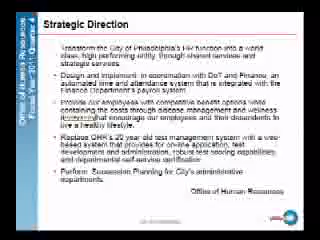 Strategic Direction
Office of Human Resources
Fiscal Year 2011 Quarter 4
Transform the City of Philadelphia's HR function into a world
class, high performing entity through shared services and
strategic services.
Design and Implement in coordination with DoT and Finance, an
automated time and attendance system that is integrated with the
Finance Department's payroll system
Provide our employees with competitive benefit options while
containing the costs through disease management and wellness
that encourage our employees and their dependents to
live a healthy lifestyle.
Replace OHR's 20 year old test management system with a web-
based system that provides for on-line application, test
development and administration, robust test scoring capabilities,
and departmental self-service certification
Perform Succession Planning for City's administrative
departments.
Office of Human Resources